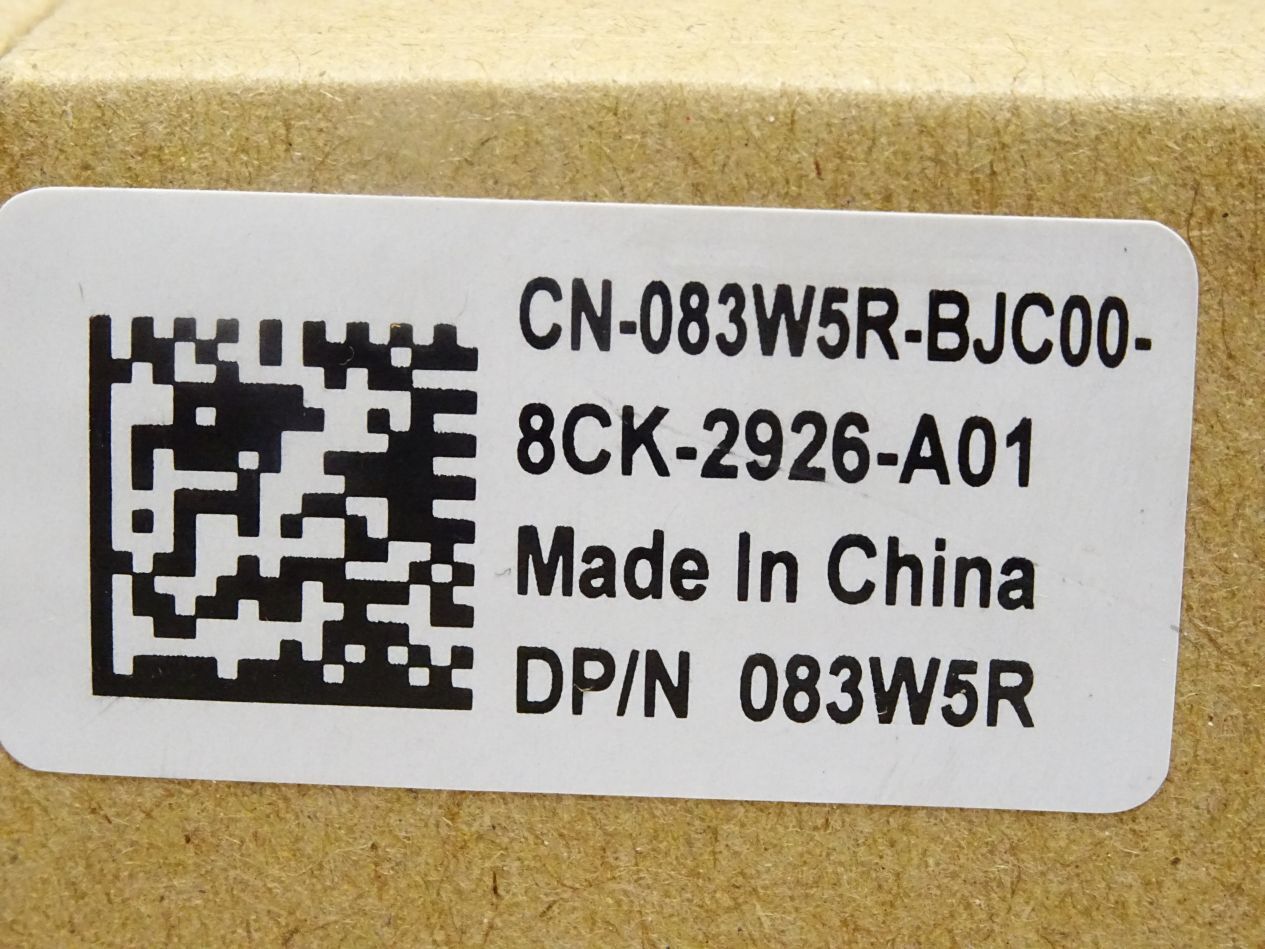 CN-083W5R-BJC00-
8CK-2926-A01
Made In China
DP/N 083W5R